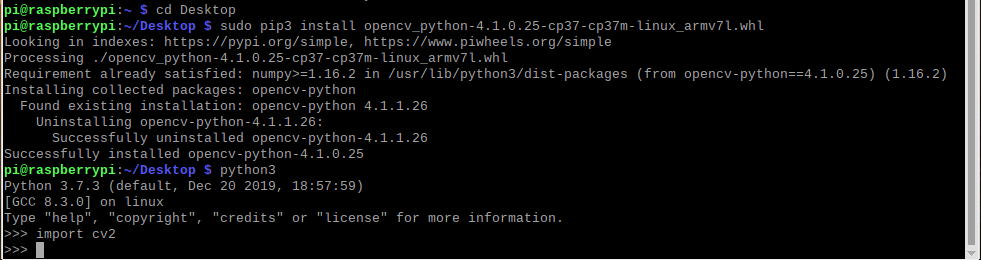 pi@raspberrypi:~ $ cd Desktop
pi@raspberrypi:~/Desktop $ sudo pip3 install opencv_python-4.1.0.25-cp37-cp37m-linux_armv7l.whl
Looking in indexes: https://pypi.org/simple, https://www.piwheels.org/simple
Processing ./opencv_python-4.1.0.25-cp37-cp37m-linux_armv7l.whl
Requirement already satisfied: numpy>=1.16.2 in /usr/lib/python3/dist-packages (from opencv-python==4.1.0.25) (1.16.2)
Installing collected packages: opencv-python
  Found existing installation: opencv-python 4.1.1.26
    Uninstalling opencv-python-4.1.1.26:
      Successfully uninstalled opencv-python-4.1.1.26
Successfully installed opencv-python-4.1.0.25
pi@raspberrypi:~/Desktop $ python3
Python 3.7.3 (default, Dec 20 2019, 18:57:59)
[GCC 8.3.0] on linux
Type "help", "copyright", "credits" or "license" for more information.
>>> import cv2
>>>